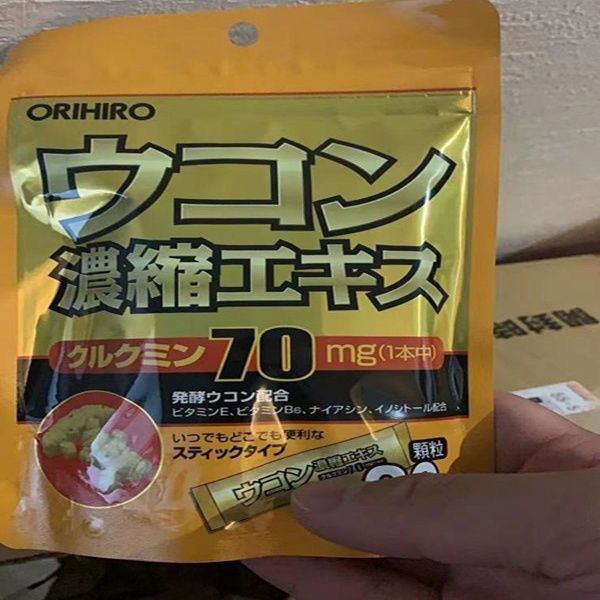 ORIHIRO
ウコン
濃縮エキス
クルクミン70mg(1本中)
発酵ウコン配合
ビタミンE、ビタミンB6、ナイアシン、イノシトール配合
いつでもどこでも便利な
スティックタイプ
ウコン濃縮エキス
顆粒